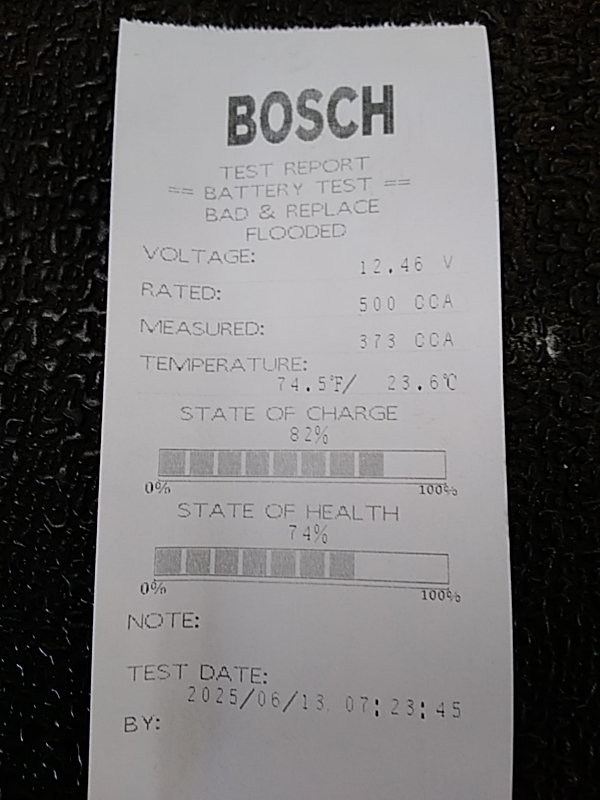 BOSCH
TEST REPORT
== BATTERY TEST ==
BAD & REPLACE
FLOODED
VOLTAGE:
12.46 V
RATED:
500 CCA
MEASURED:
373 CCA
TEMPERATURE:
74.5℉/ 23.6℃
STATE OF CHARGE
82%
0% 100%
STATE OF HEALTH
74%
0% 100%
NOTE:
TEST DATE:
2025/06/13. 07:23:45
BY: